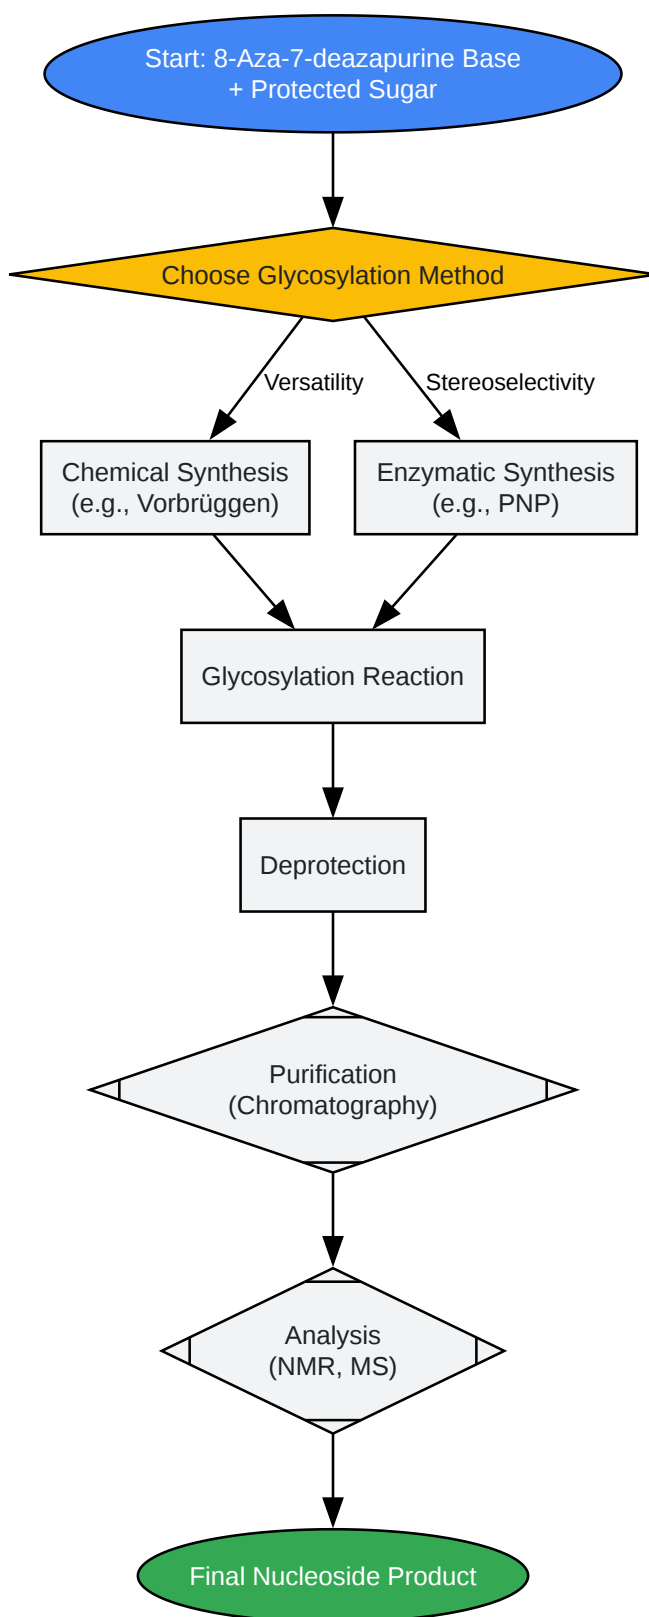 Start: 8-Aza-7-deazapurine Base
+ Protected Sugar
Choose Glycosylation Method
Versatility
Stereoselectivity
Chemical Synthesis
(e.g., Vorbrüggen)
Enzymatic Synthesis
(e.g., PNP)
Glycosylation Reaction
Deprotection
Purification
(Chromatography)
Analysis
(NMR, MS)
Final Nucleoside Product